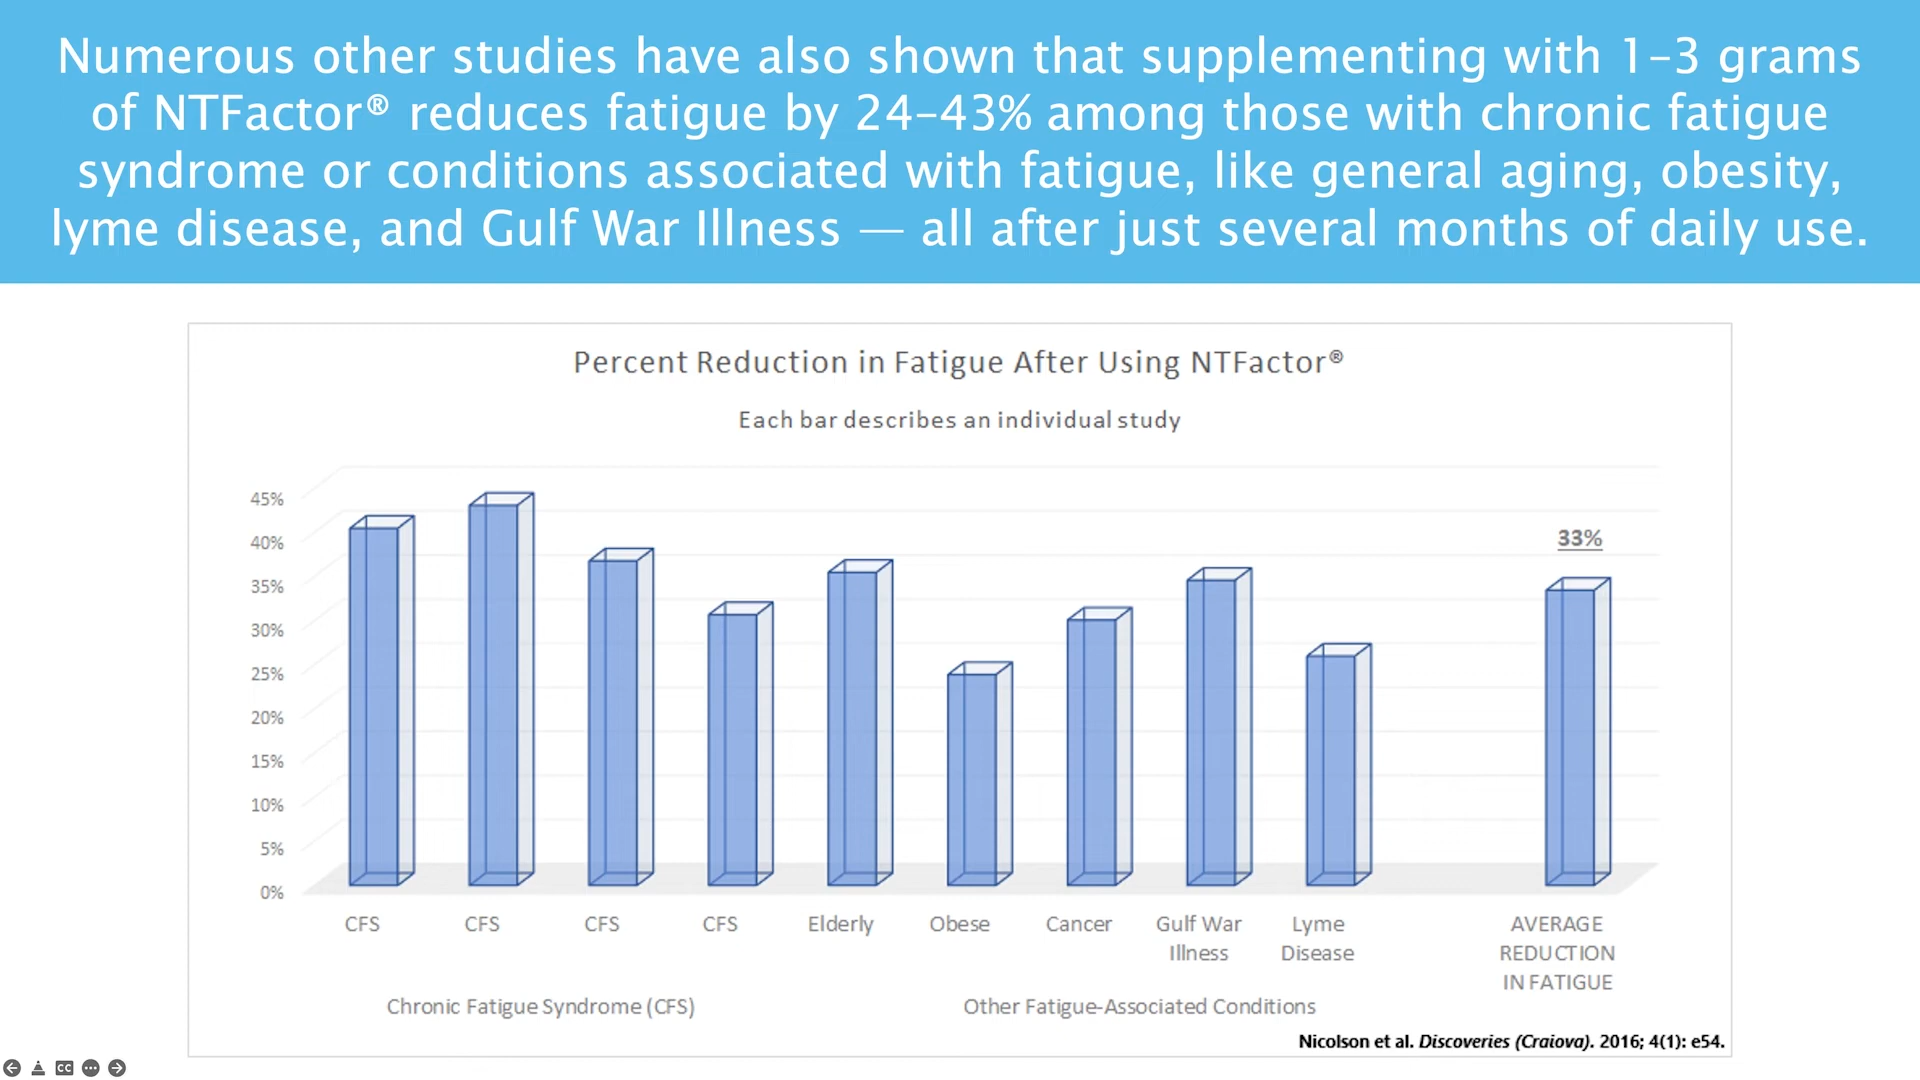 Numerous other studies have also shown that supplementing with 1–3 grams
of NTFactor® reduces fatigue by 24–43% among those with chronic fatigue
syndrome or conditions associated with fatigue, like general aging, obesity,
lyme disease, and Gulf War Illness — all after just several months of daily use.
Percent Reduction in Fatigue After Using NTFactor®
Each bar describes an individual study
45%
40%
35%
30%
25%
20%
15%
10%
5%
0%
33%
CFS CFS CFS CFS Elderly Obese Cancer Gulf War Lyme AVERAGE
Illness Disease REDUCTION
IN FATIGUE
Chronic Fatigue Syndrome (CFS) Other Fatigue-Associated Conditions
Nicolson et al. Discoveries (Craiova). 2016; 4(1): e54.
CC